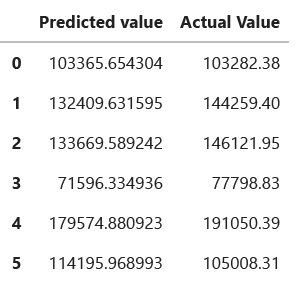 Predicted value Actual Value
0 103365.654304 103282.38
1 132409.631595 144259.40
2 133669.589242 146121.95
3 71596.334936 77798.83
4 179574.880923 191050.39
5 114195.968993 105008.31